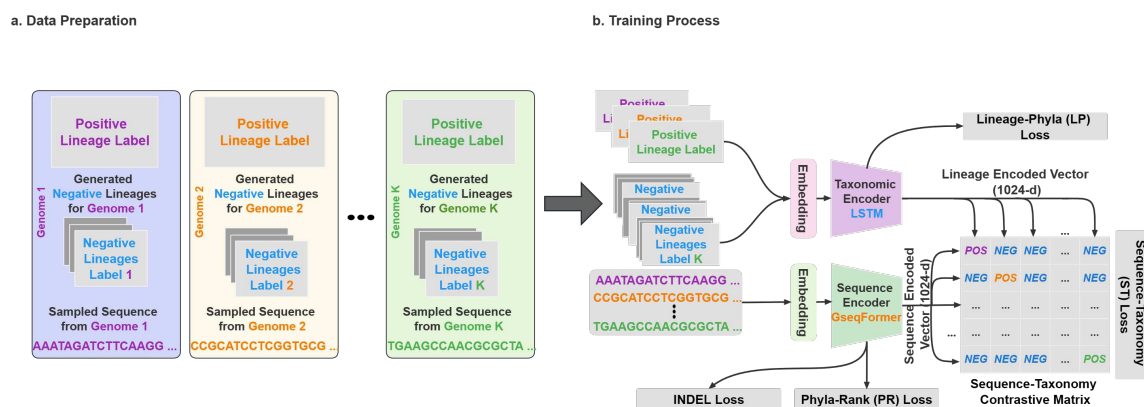 a. Data Preparation
Positive
Lineage Label
Genome 1
Generated
Negative Lineages
for Genome 1
Negative
Lineages
Label 1
Sampled Sequence
from Genome 1
AAATAGATCTTCAAGG ...
Positive
Lineage Label
Genome 2
Generated
Negative Lineages
for Genome 2
Negative
Lineages
Label 2
Sampled Sequence
from Genome 2
CCGCATCCTCGGTGCG ...
Positive
Lineage Label
Genome K
Generated
Negative Lineages
for Genome K
Negative
Lineages
Label K
Sampled Sequence
from Genome K
TGAAGCCAACGCGCTA ...
b. Training Process
Positive
Li
Positive
Li
Positive
Lineage Label
Negative
Negative
Negative
Lineages
Label K
AAATAGATCTTCAAGG ...
CCGCATCCTCGGTGCG ...
TGAAGCCAACGCGCTA ...
Embedding
Taxonomic
Encoder
LSTM
Embedding
Sequence
Encoder
GseqFormer
Lineage-Phyla (LP)
Loss
Lineage Encoded Vector
(1024-d)
Sequence Encoded
Vector (1024-d)
...
POS NEG NEG ... NEG
NEG POS NEG ... NEG
... ... ... ... ...
... ... ... ... ...
...
NEG NEG NEG ... POS
Sequence-Taxonomy
(ST) Loss
Sequence-Taxonomy
Contrastive Matrix
INDEL Loss
Phyla-Rank (PR) Loss